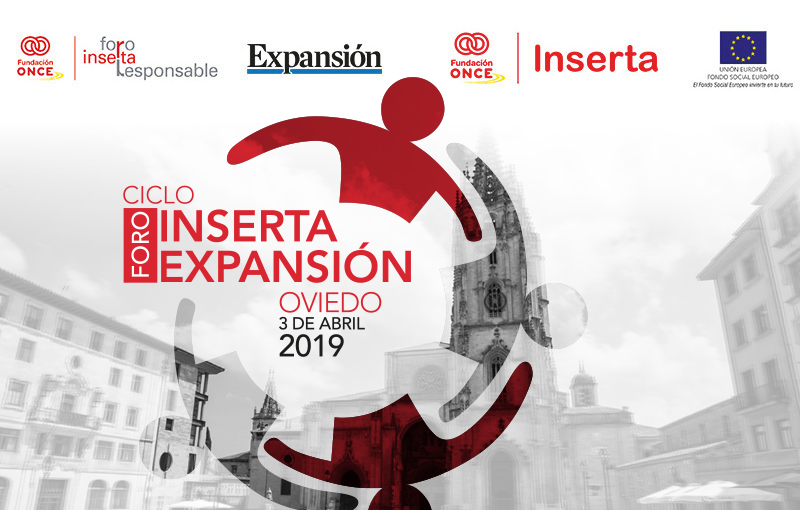 Fundación
ONCE
foro
inserta
responsable
Expansión
Fundación
ONCE
Inserta
UNIÓN EUROPEA
FONDO SOCIAL EUROPEO
El Fondo Social Europeo invierte en tu futuro
CICLO
FORO
INSERTA
EXPANSIÓN
OVIEDO
3 DE ABRIL
2019